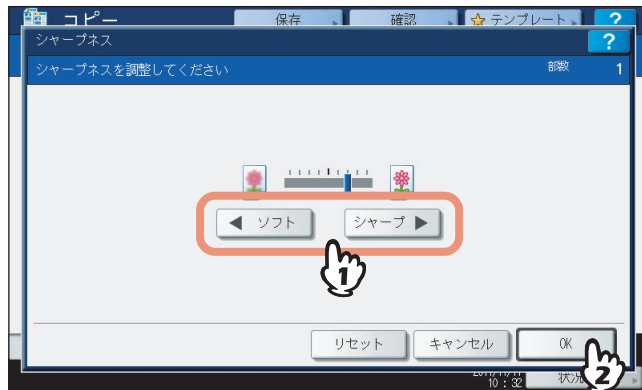 コピー
保存
確認
テンプレート
?
シャープネス
?
シャープネスを調整してください
部数 1
ソフト
シャープ
1
リセット
キャンセル
OK
2
10 : 32
状況